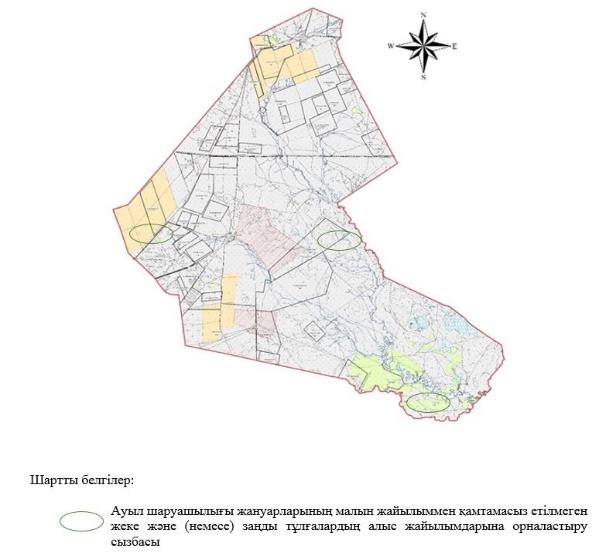 N
W E
S
Шартты белгілер:
Ауыл шаруашылығы жануарларының малын жайылыммен қамтамасыз етілмеген
жеке және (немесе) заңды тұлғалардың алыс жайылымдарына орналастыру
сызбасы